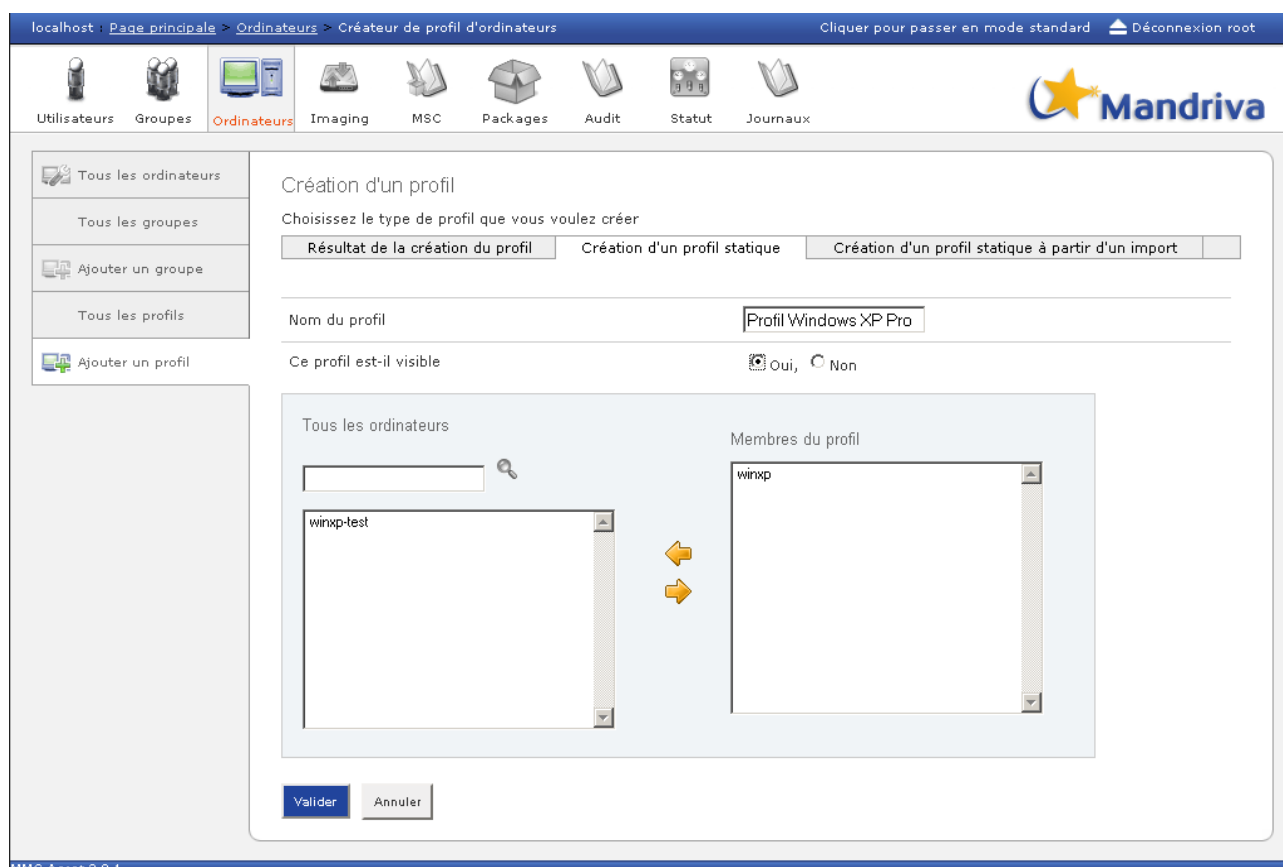 localhost : Page principale > Ordinateurs > Créateur de profil d'ordinateurs Cliquer pour passer en mode standard Déconnexion root
Utilisateurs Groupes Ordinateurs Imaging MSC Packages Audit Statut Journaux
Mandriva
Tous les ordinateurs
Tous les groupes
Ajouter un groupe
Tous les profils
Ajouter un profil
Création d'un profil
Choisissez le type de profil que vous voulez créer
Résultat de la création du profil Création d'un profil statique Création d'un profil statique à partir d'un import
Nom du profil Profil Windows XP Pro
Ce profil est-il visible Oui, Non
Tous les ordinateurs
winxp-test
Membres du profil
winxp
Valider Annuler